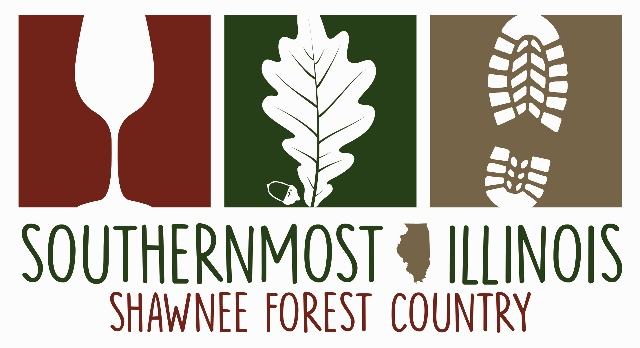 SOUTHERNMOST ILLINOIS
SHAWNEE FOREST COUNTRY